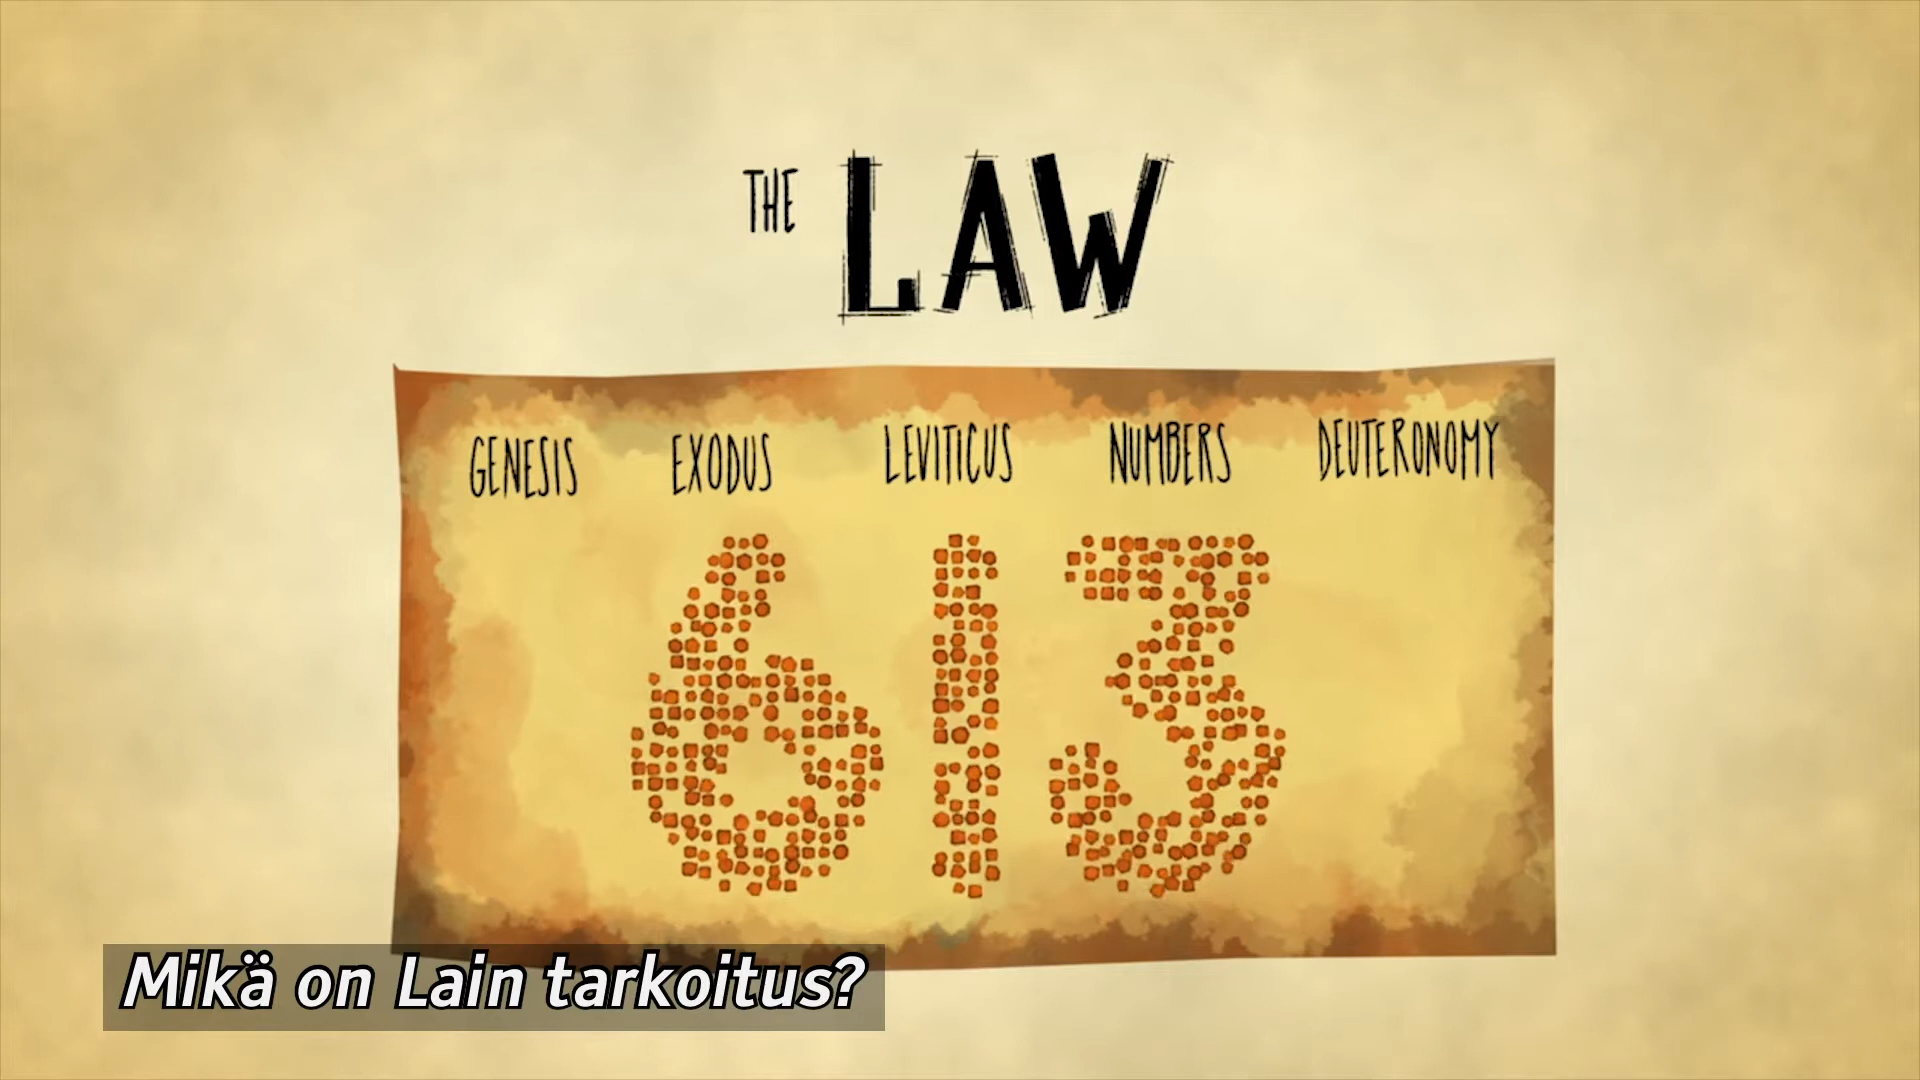 THE LAW
GENESIS EXODUS LEVITICUS NUMBERS DEUTERONOMY
613
Mikä on Lain tarkoitus?